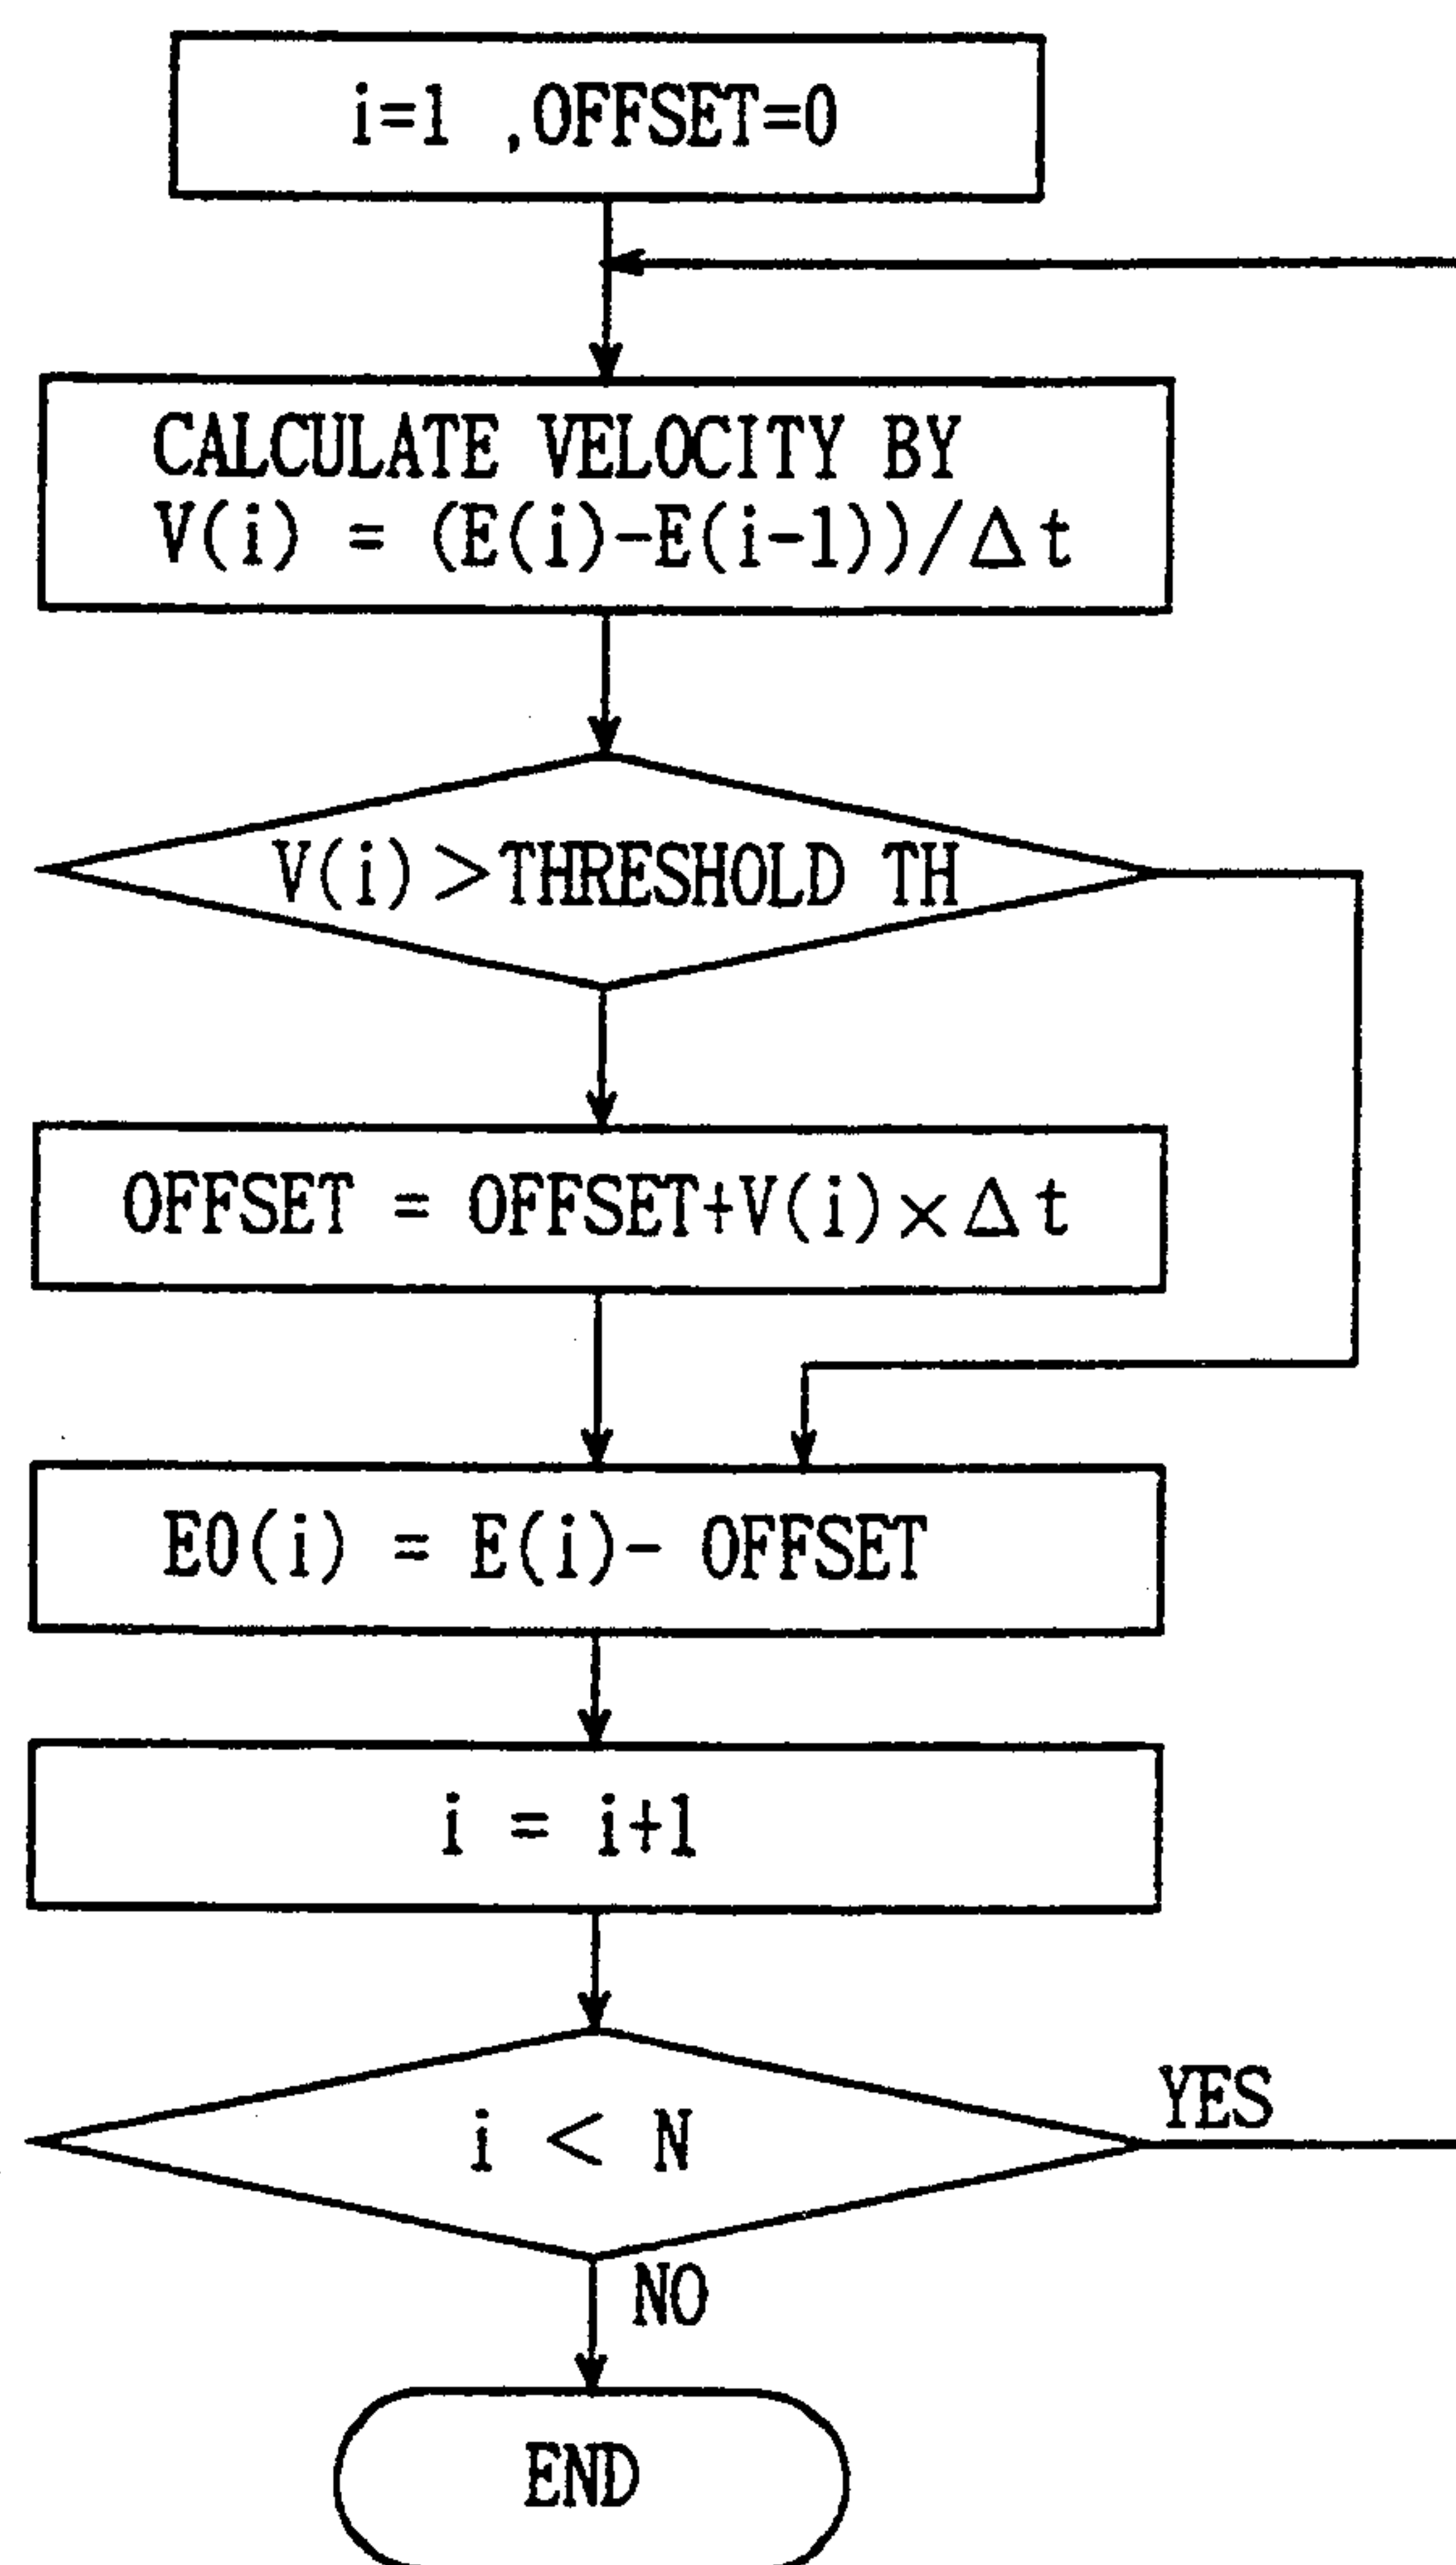 i=1 ,OFFSET=0
CALCULATE VELOCITY BY
V(i) = (E(i)-E(i-1))/Δt
V(i)>THRESHOLD TH
OFFSET = OFFSET+V(i)×Δt
E0(i) = E(i)- OFFSET
i = i+1
i < N
YES
NO
END